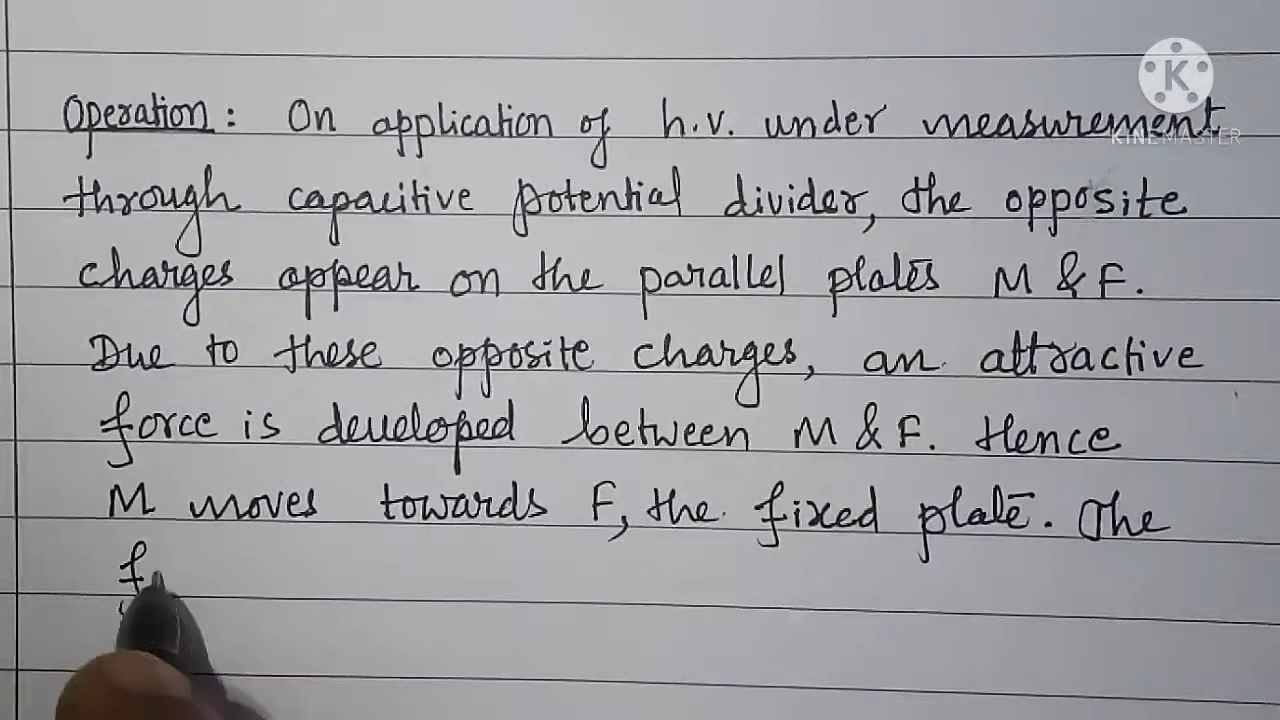 Operation: On application of h.v. under measurement
through capacitive potential divider, the opposite
charges appear on the parallel plates M & F.
Due to these opposite charges, an attractive
force is developed between M & F. Hence
M moves towards F, the fixed plate. The
f
K
KINEMASTER